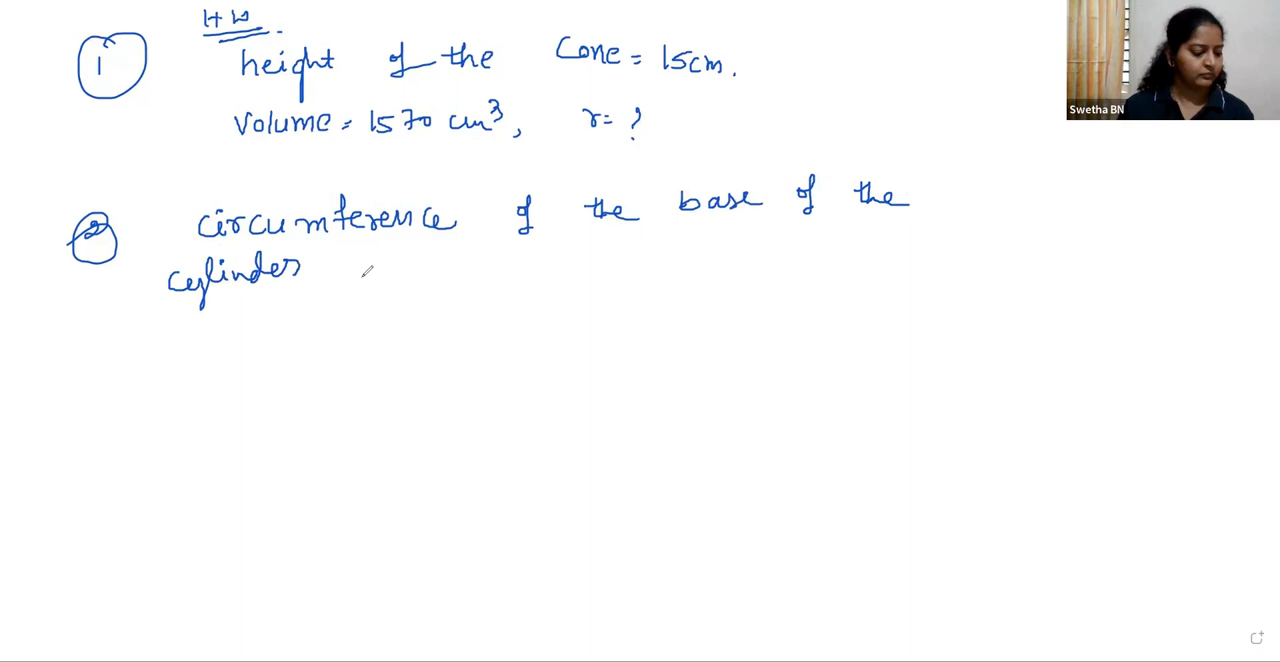 HW
1 height of the Cone = 15cm.
Volume = 1570 cm³, r = ?
2 circumference of the base of the
cylinder
Swetha BN